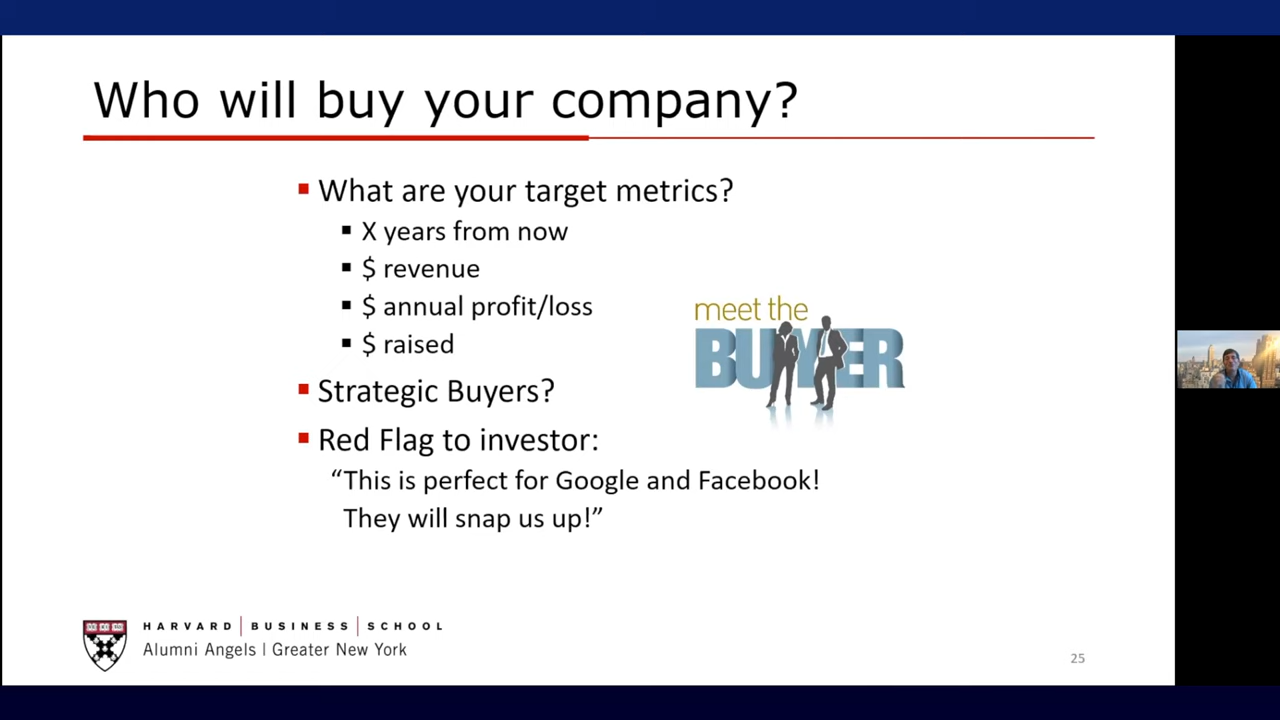 Who will buy your company?
What are your target metrics?
X years from now
$ revenue
$ annual profit/loss
$ raised
Strategic Buyers?
Red Flag to investor:
“This is perfect for Google and Facebook!
They will snap us up!”
meet the
BUYER
HARVARD | BUSINESS | SCHOOL
Alumni Angels | Greater New York
25